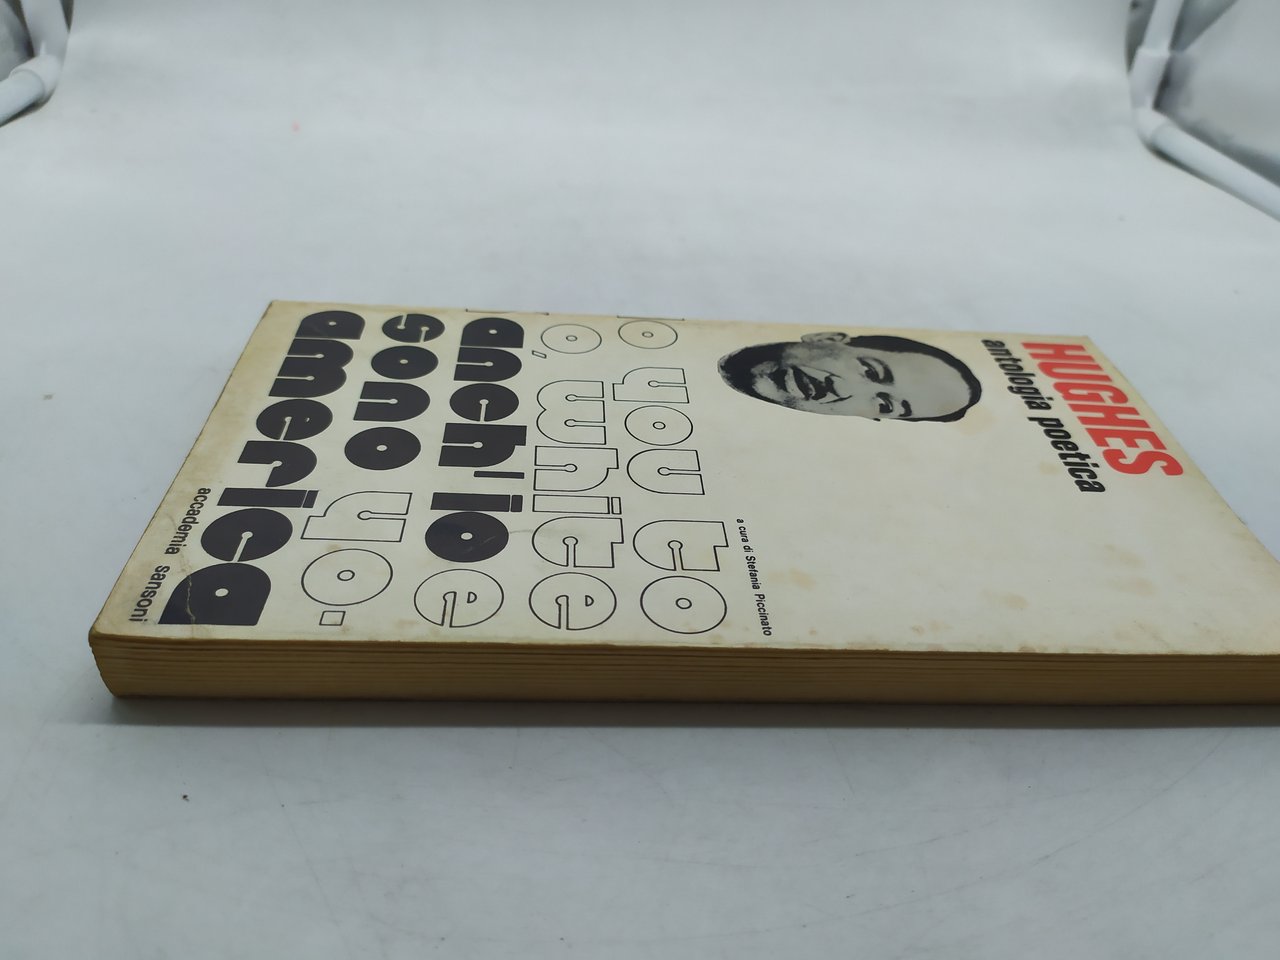 HUGHES
antologia poetica
a cura di Stefania Piccinato
o you to
o, white
anch'io e
sono yo.
america
accademia sansoni